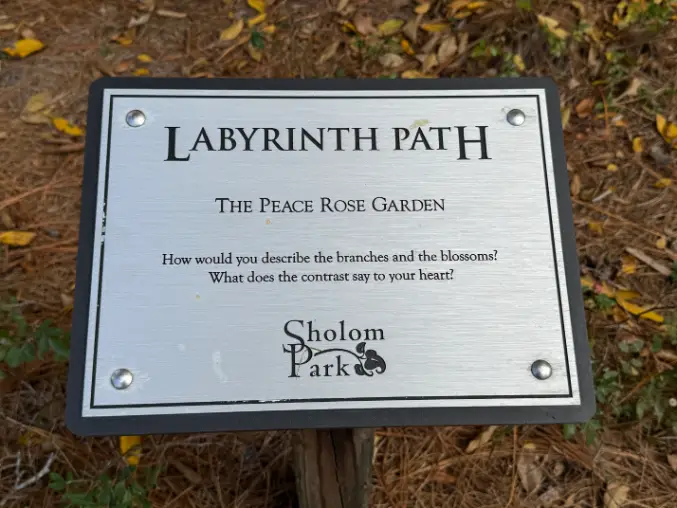 LABYRINTH PATH
THE PEACE ROSE GARDEN
How would you describe the branches and the blossoms?
What does the contrast say to your heart?
Sholom
Park